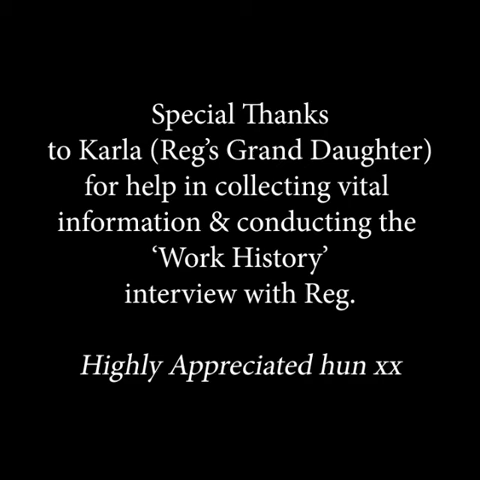 Special Thanks
to Karla (Reg’s Grand Daughter)
for help in collecting vital
information & conducting the
‘Work History’
interview with Reg.
Highly Appreciated hun xx